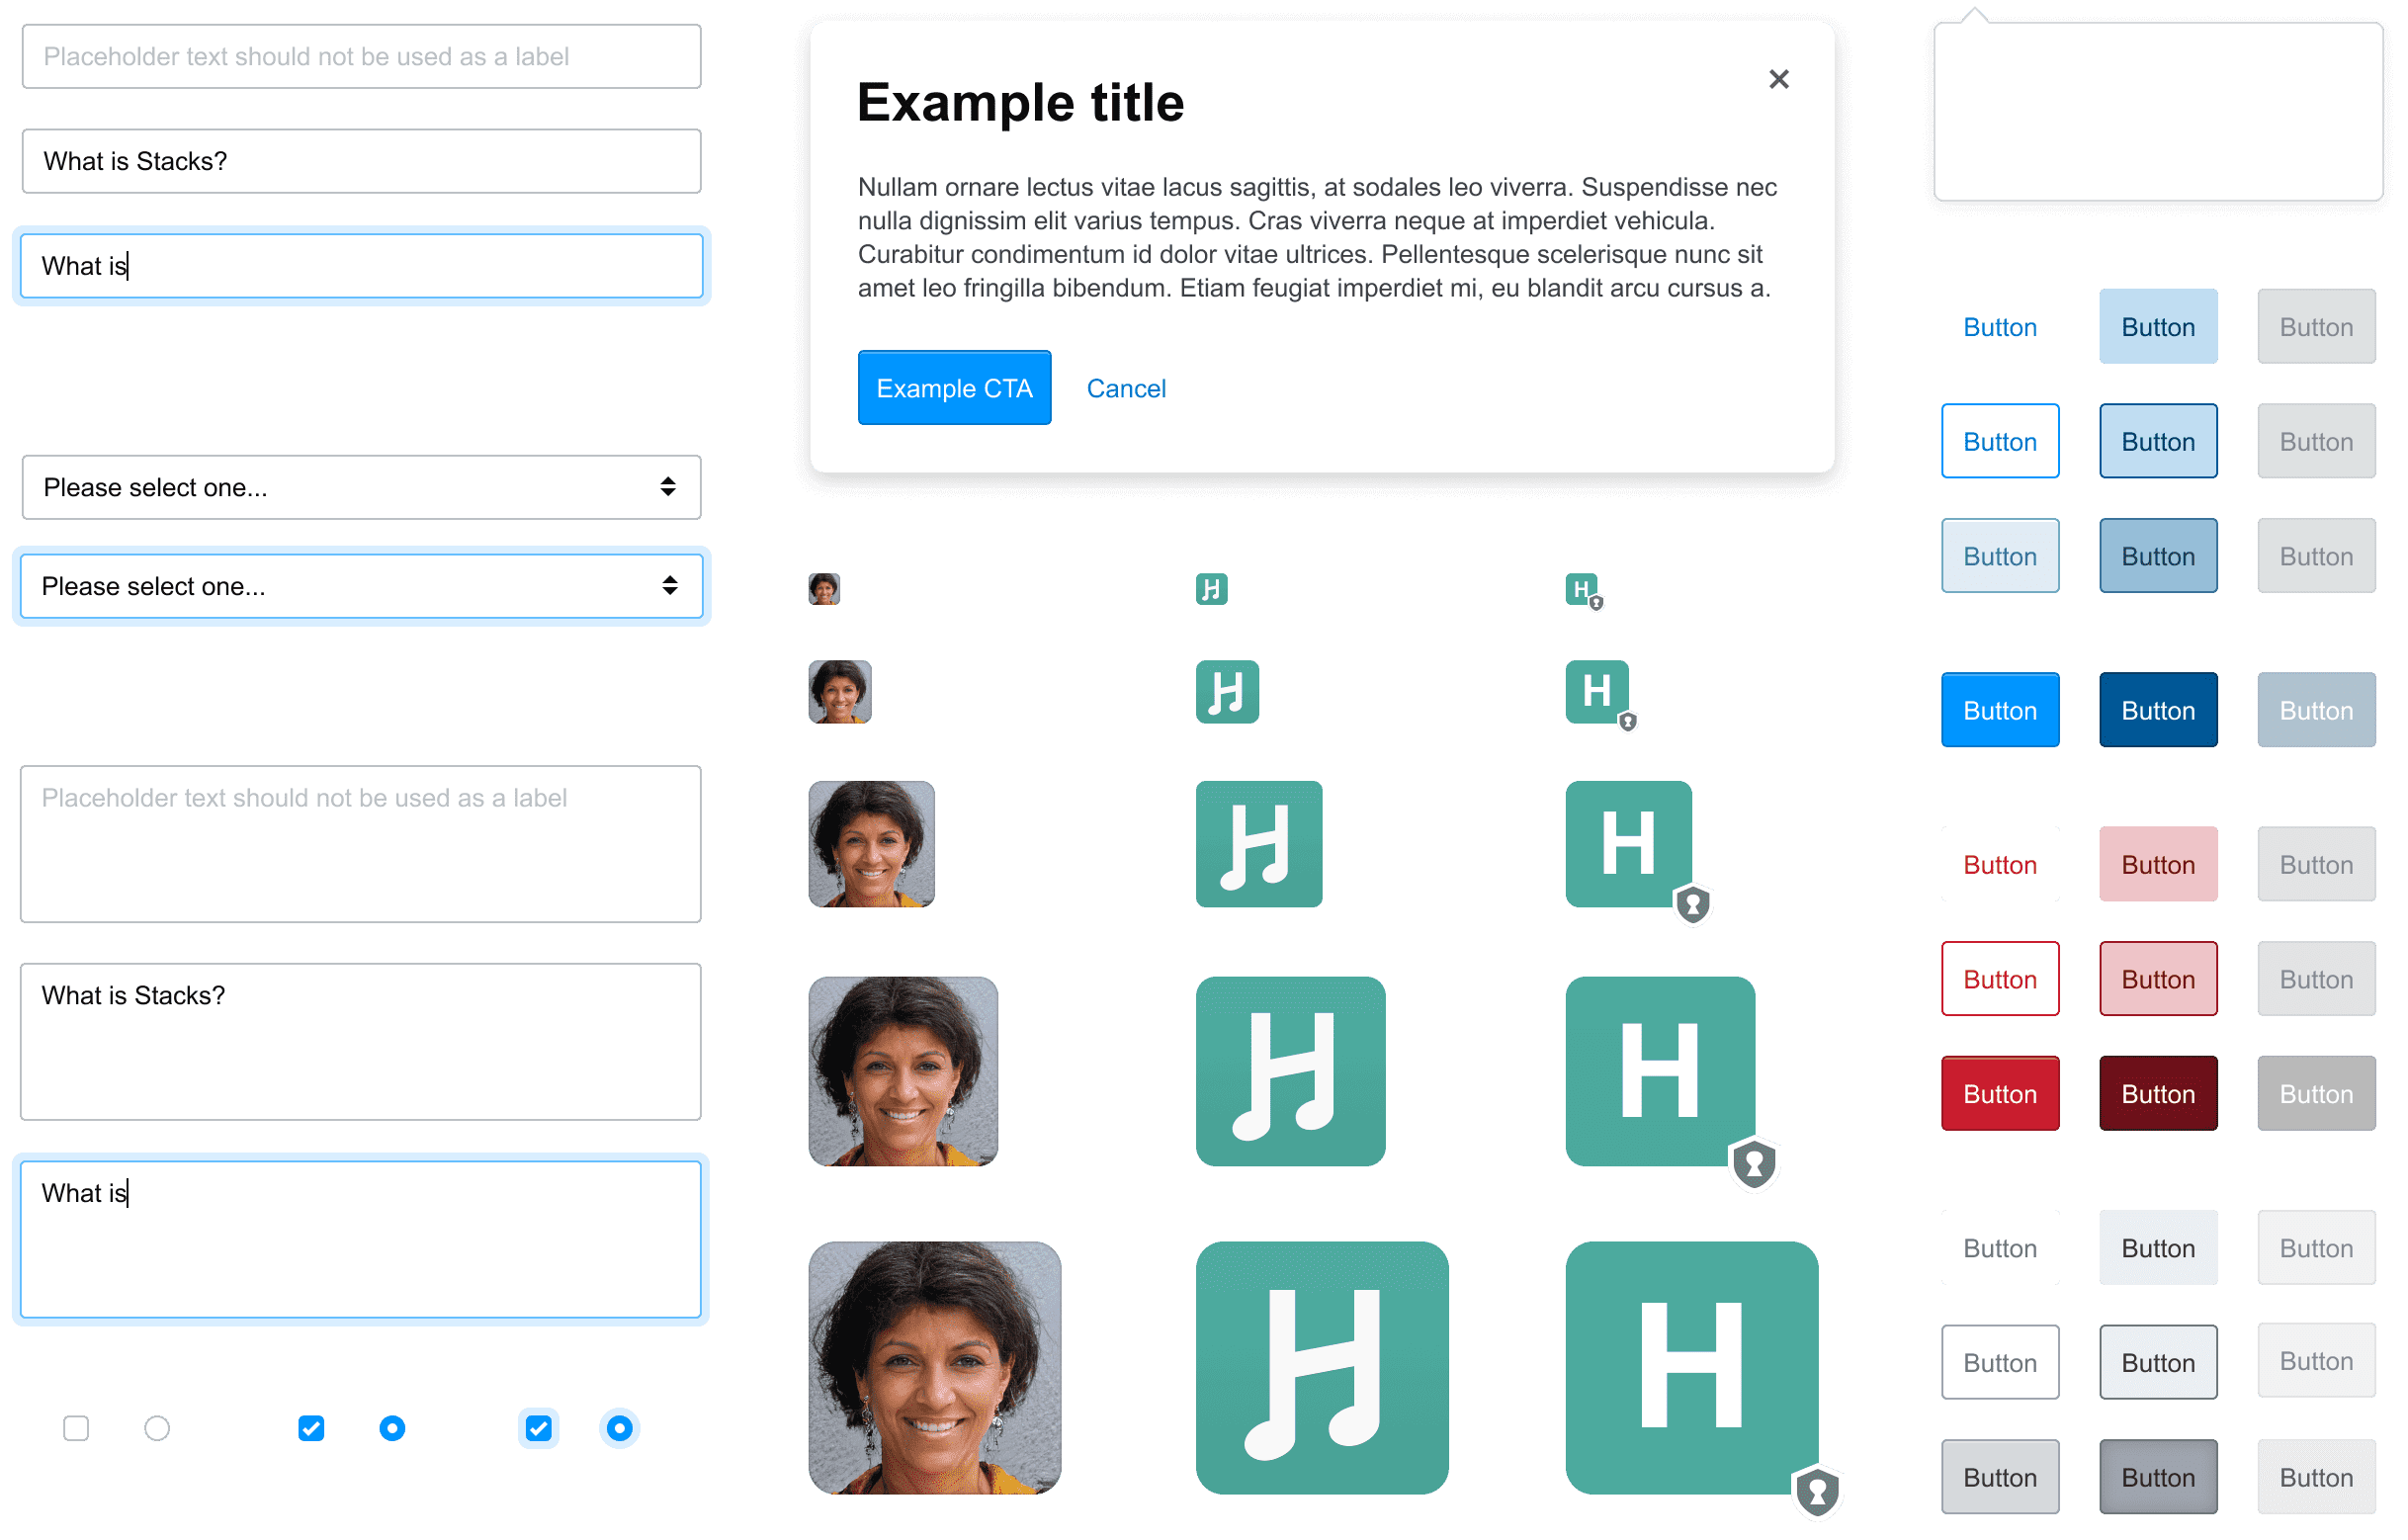 Placeholder text should not be used as a label
What is Stacks?
What is
Please select one...
Please select one...
Placeholder text should not be used as a label
What is Stacks?
What is
Example title
Nullam ornare lectus vitae lacus sagittis, at sodales leo viverra. Suspendisse nec
nulla dignissim elit varius tempus. Cras viverra neque at imperdiet vehicula.
Curabitur condimentum id dolor vitae ultrices. Pellentesque scelerisque nunc sit
amet leo fringilla bibendum. Etiam feugiat imperdiet mi, eu blandit arcu cursus a.
Example CTA Cancel
H
H
H
H
H
Button Button Button
Button Button Button
Button Button Button
Button Button Button
Button Button Button
Button Button Button
Button Button Button
Button Button Button
Button Button Button
Button Button Button